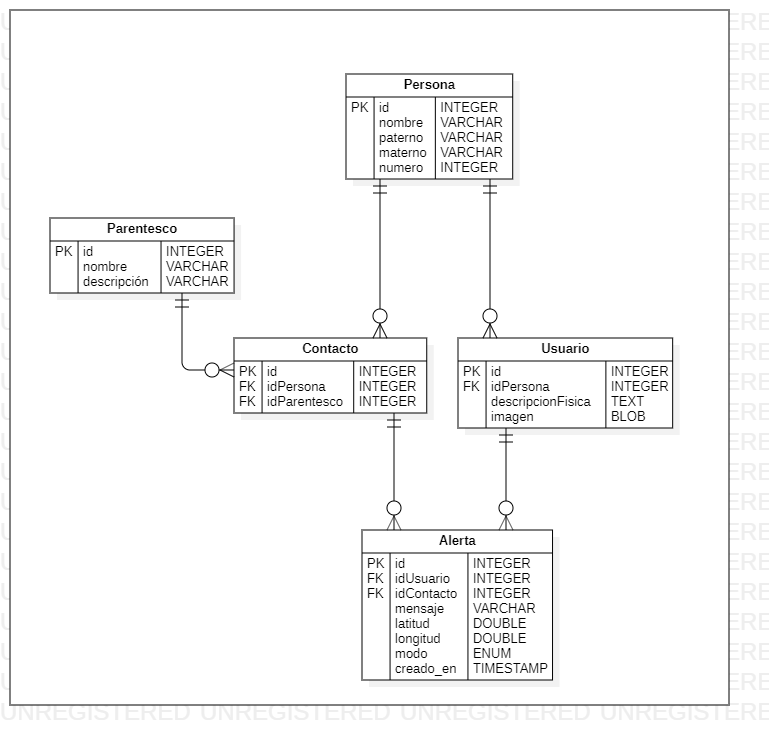 Persona
PK id INTEGER
nombre VARCHAR
paterno VARCHAR
materno VARCHAR
numero INTEGER
Parentesco
PK id INTEGER
nombre VARCHAR
descripción VARCHAR
Contacto
PK id INTEGER
FK idPersona INTEGER
FK idParentesco INTEGER
Usuario
PK id INTEGER
FK idPersona INTEGER
descripcionFisica TEXT
imagen BLOB
Alerta
PK id INTEGER
FK idUsuario INTEGER
FK idContacto INTEGER
mensaje VARCHAR
latitud DOUBLE
longitud DOUBLE
modo ENUM
creado_en TIMESTAMP
UNREGISTERED UNREGISTERED UNREGISTERED UNREGISTERE